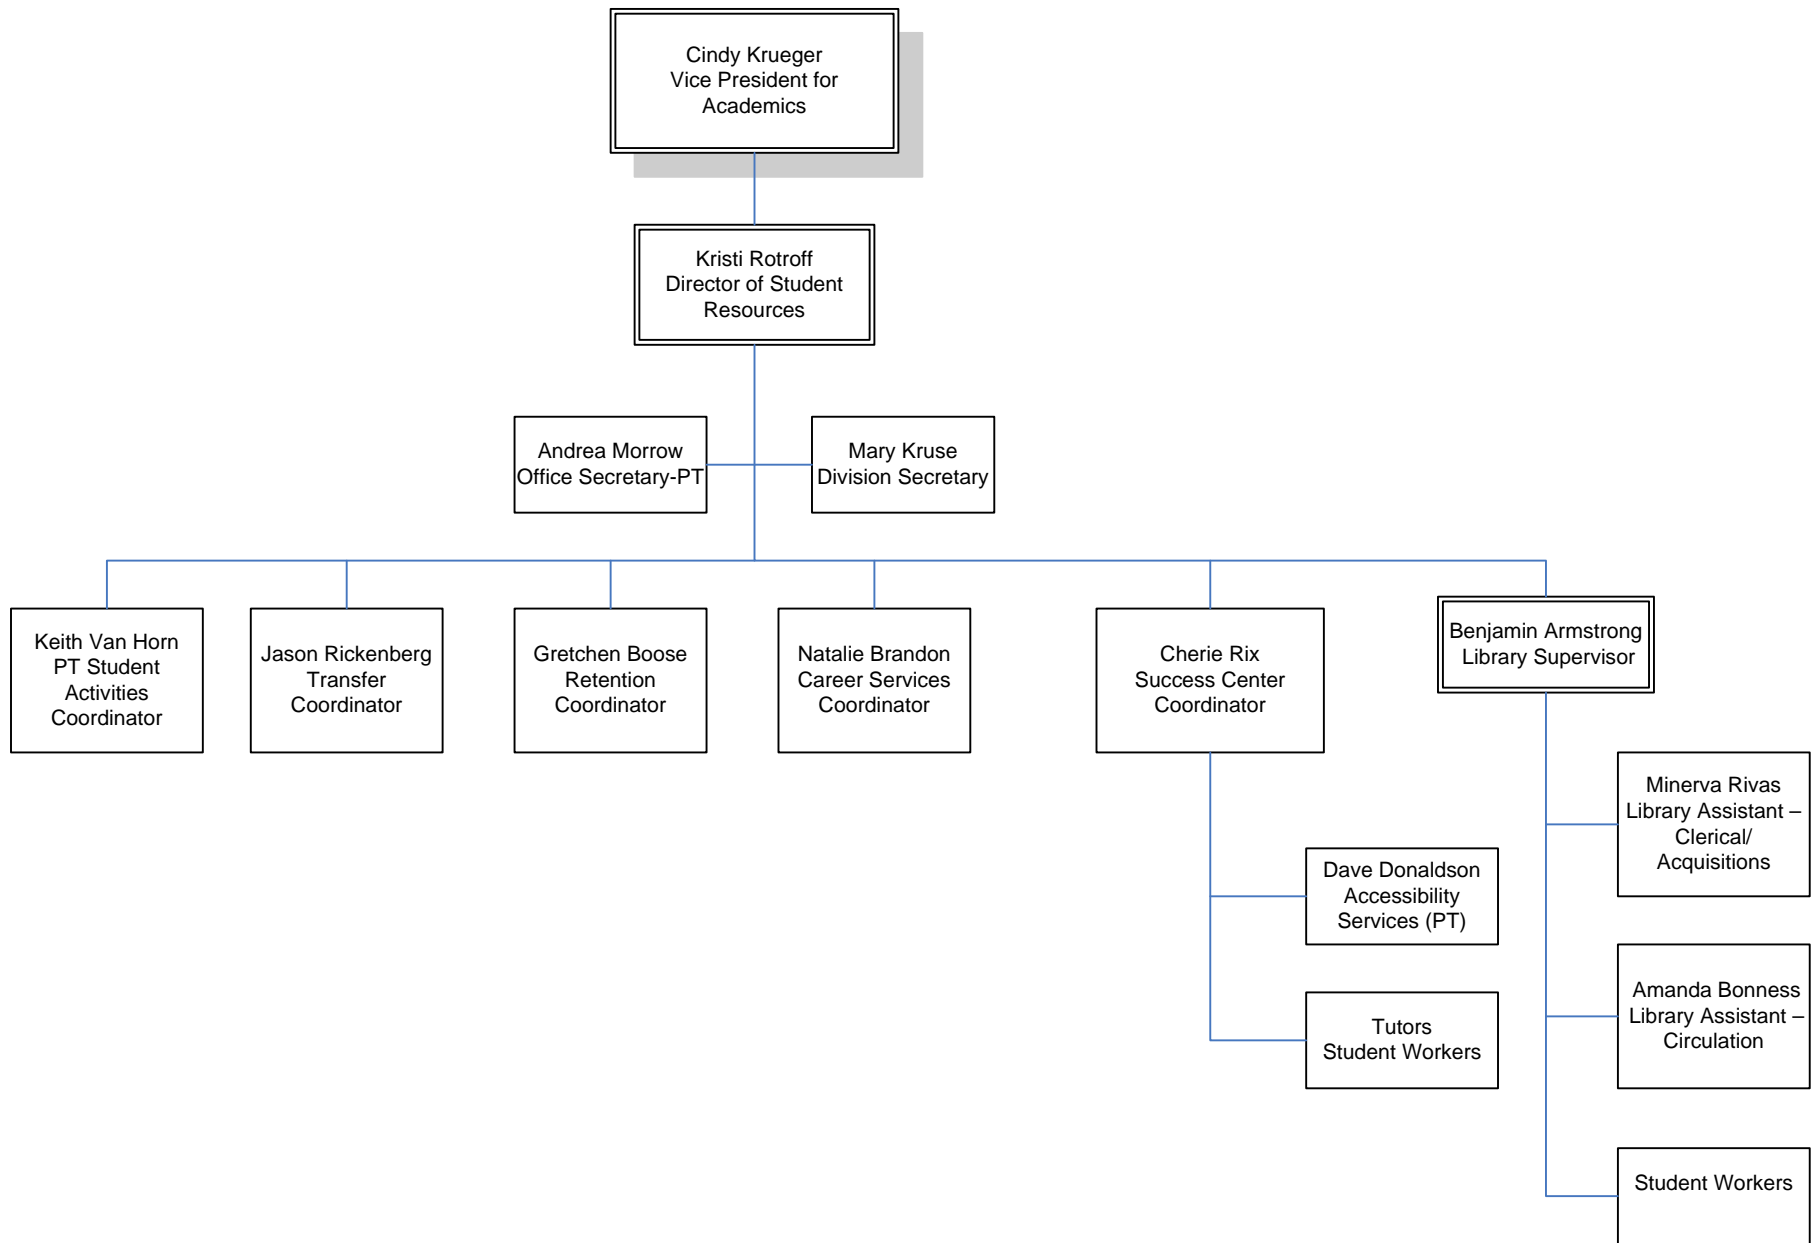 Cindy Krueger
Vice President for
Academics
Kristi Rotroff
Director of Student
Resources
Andrea Morrow
Office Secretary-PT
Mary Kruse
Division Secretary
Keith Van Horn
PT Student
Activities
Coordinator
Jason Rickenberg
Transfer
Coordinator
Gretchen Boose
Retention
Coordinator
Natalie Brandon
Career Services
Coordinator
Cherie Rix
Success Center
Coordinator
Benjamin Armstrong
Library Supervisor
Minerva Rivas
Library Assistant –
Clerical/
Acquisitions
Dave Donaldson
Accessibility
Services (PT)
Amanda Bonness
Library Assistant –
Circulation
Tutors
Student Workers
Student Workers